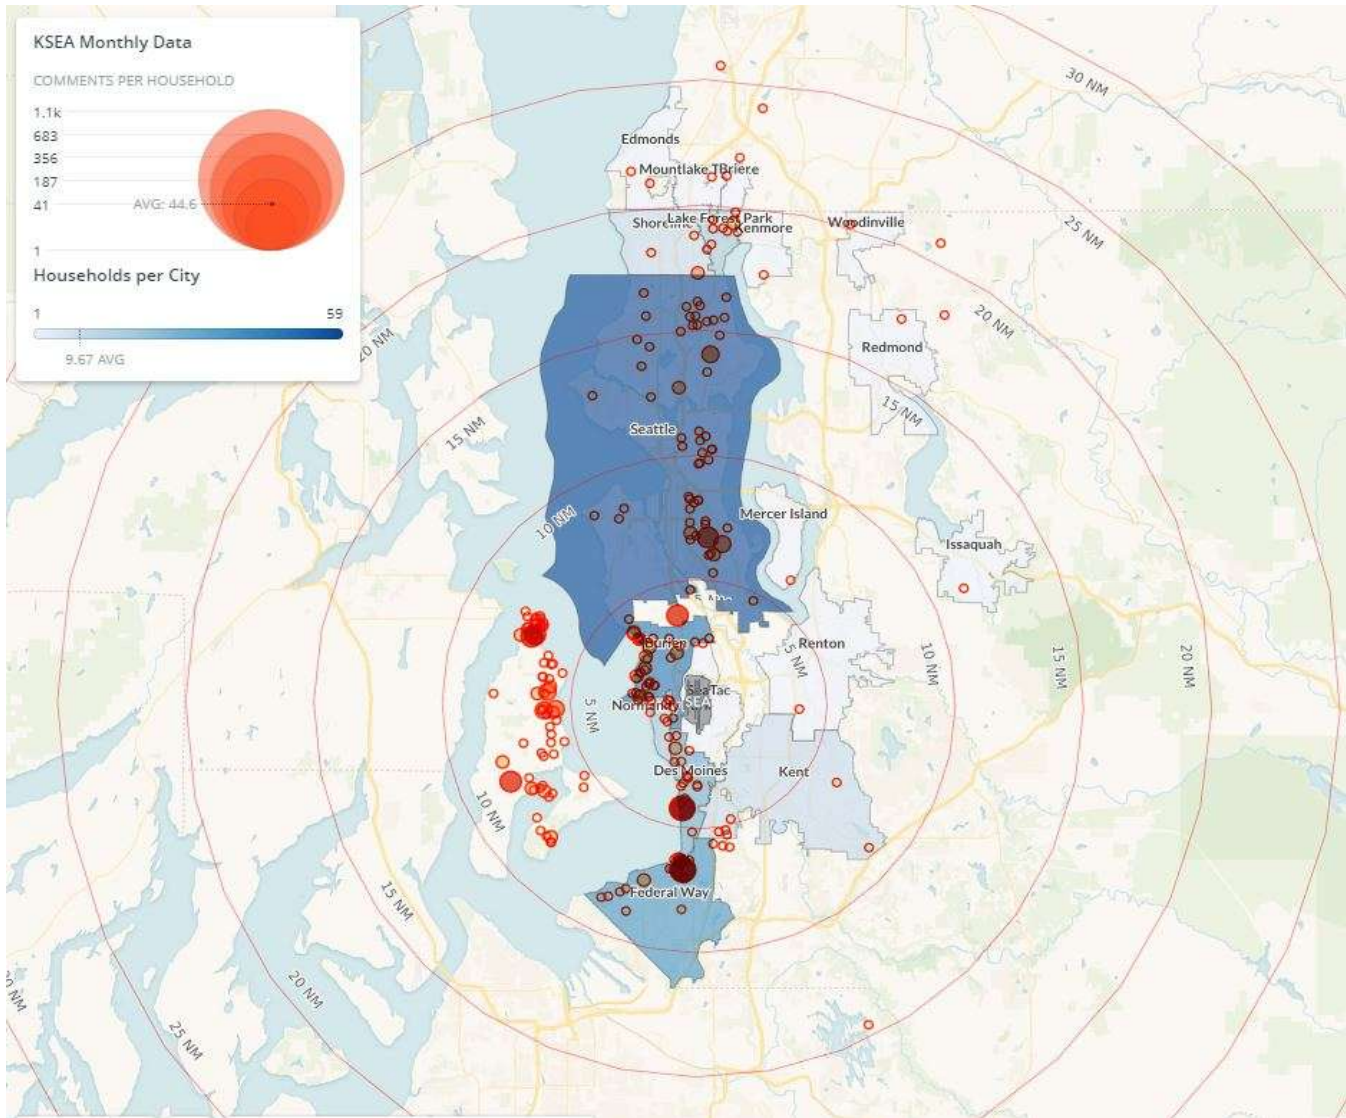 KSEA Monthly Data
COMMENTS PER HOUSEHOLD
1.1k
683
356
187
AVG: 44.6
41
1
Households per City
1
59
9.67 AVG
30 NM
25 NM
20 NM
20 NM
15 NM
15 NM
10 NM
Edmonds
Mountlake
Lake Forest Park
Kenmore
Woodinville
Redmond
Seattle
Mercer Island
Issaquah
5 N
Burien
Renton
5 NM
10 NM
15 NM
20 NM
SeaTac
SEA
5 NM
Des Moines
Kent
10 NM
Federal Way
15 NM
20 NM
NM
25 NM